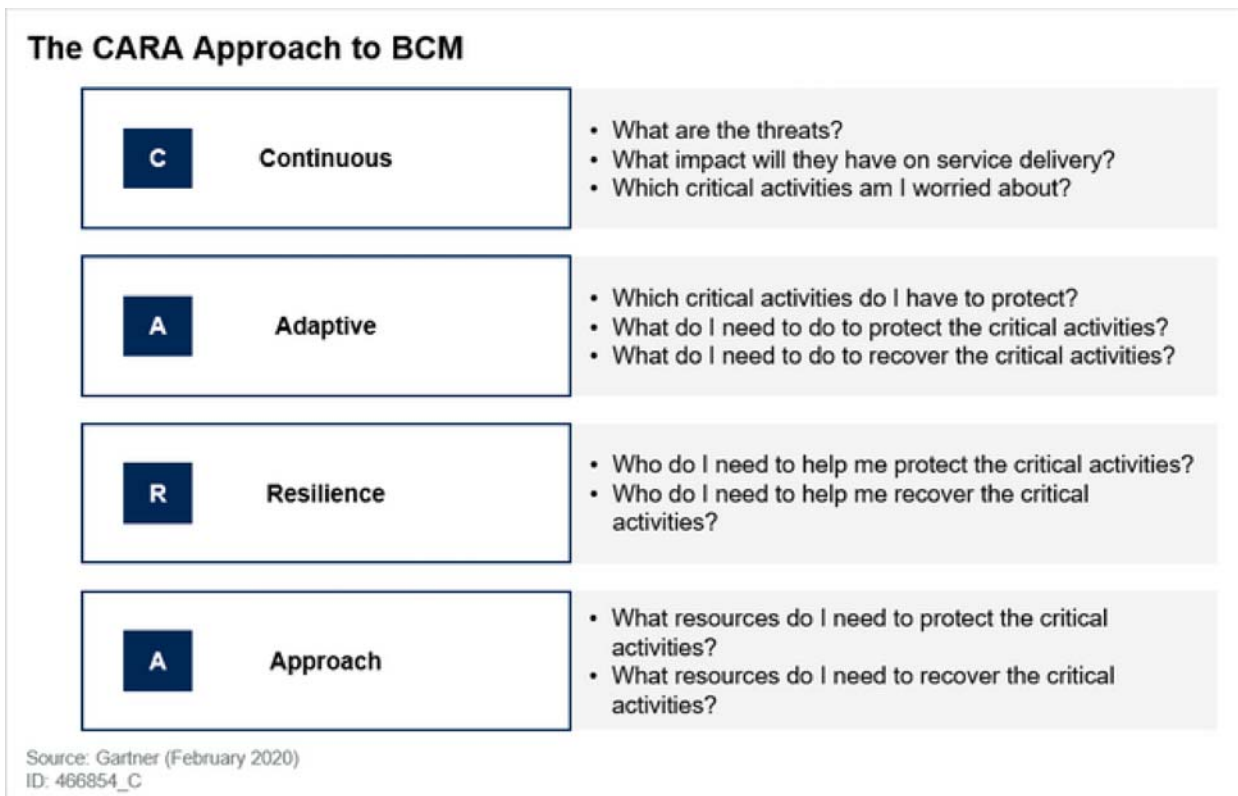 The CARA Approach to BCM
C
Continuous
• What are the threats?
• What impact will they have on service delivery?
• Which critical activities am I worried about?
A
Adaptive
• Which critical activities do I have to protect?
• What do I need to do to protect the critical activities?
• What do I need to do to recover the critical activities?
R
Resilience
• Who do I need to help me protect the critical activities?
• Who do I need to help me recover the critical
activities?
A
Approach
• What resources do I need to protect the critical
activities?
• What resources do I need to recover the critical
activities?
Source: Gartner (February 2020)
ID: 466854_C